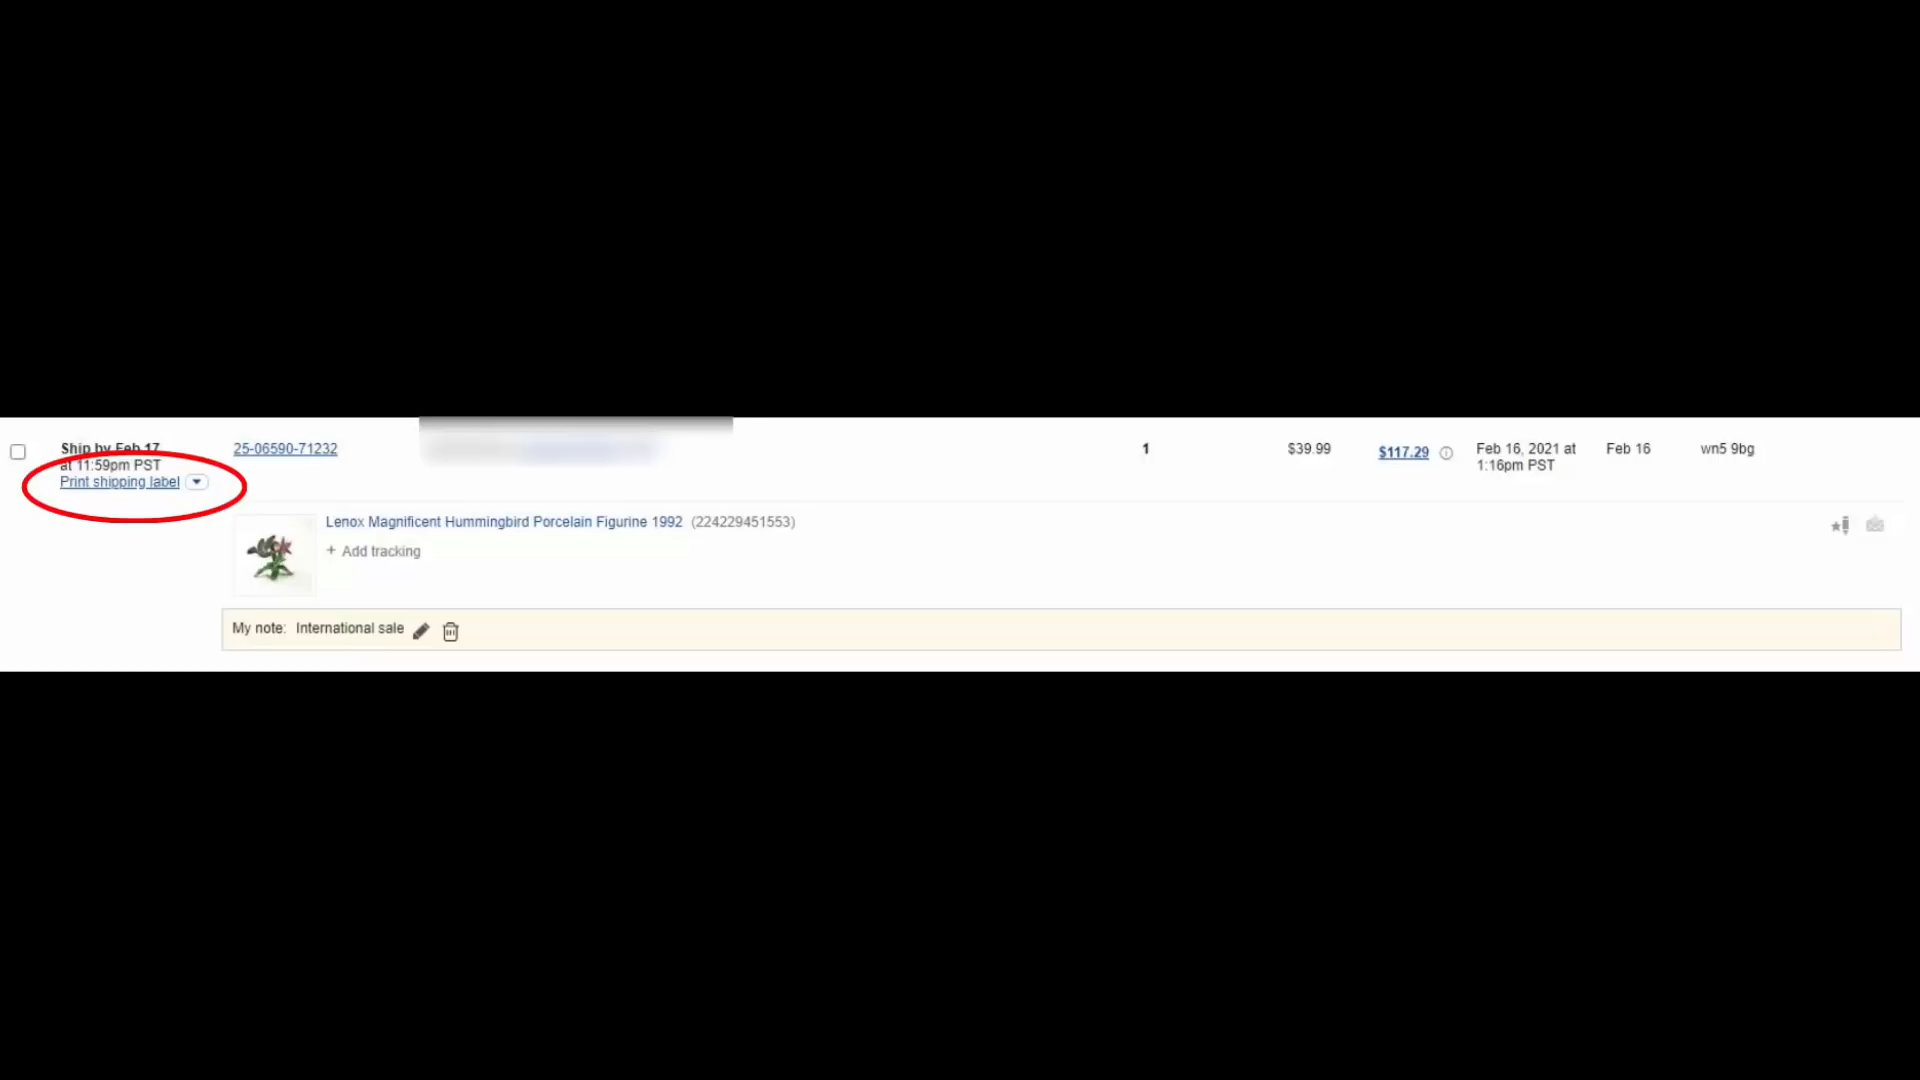 Ship by Feb 17
at 11:59pm PST
Print shipping label
25-06590-71232
1
$39.99
$117.29
Feb 16, 2021 at
1:16pm PST
Feb 16
wn5 9bg
Lenox Magnificent Hummingbird Porcelain Figurine 1992 (224229451553)
+ Add tracking
My note: International sale